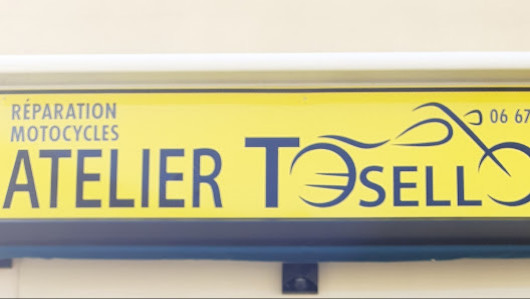 RÉPARATION
MOTOCYCLES
ATELIER TOSELLO
06 67